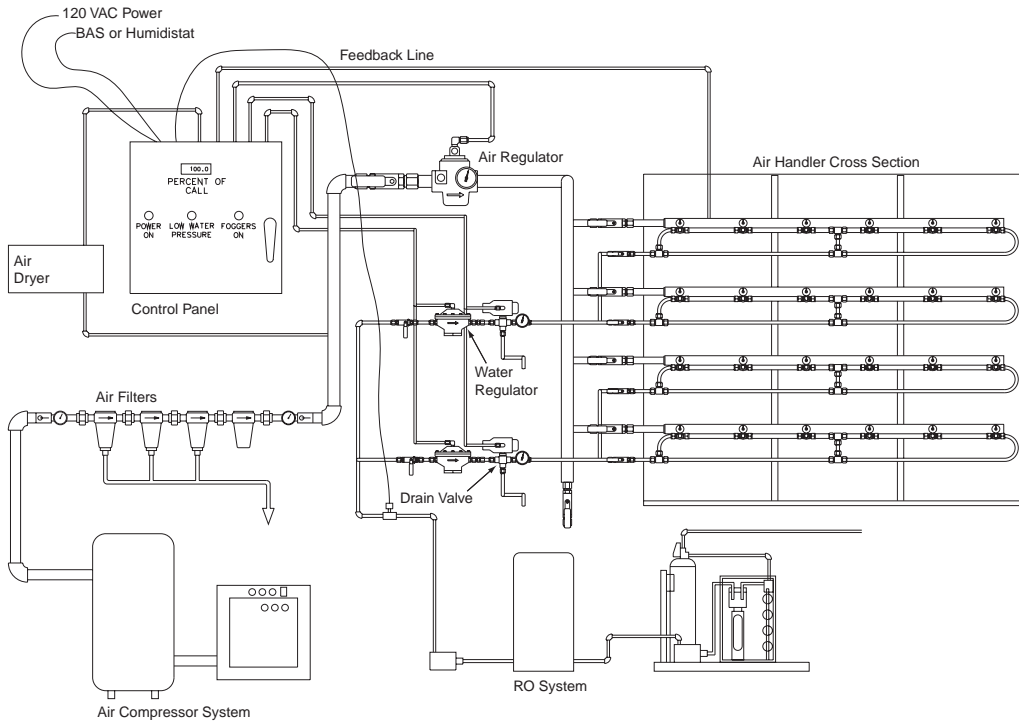 120 VAC Power
BAS or Humidistat
Feedback Line
Air Regulator
Air Handler Cross Section
100.0
PERCENT OF
CALL
POWER
ON
LOW WATER
PRESSURE
FOGGERS
ON
Air
Dryer
Control Panel
Water
Regulator
Air Filters
Drain Valve
RO System
Air Compressor System